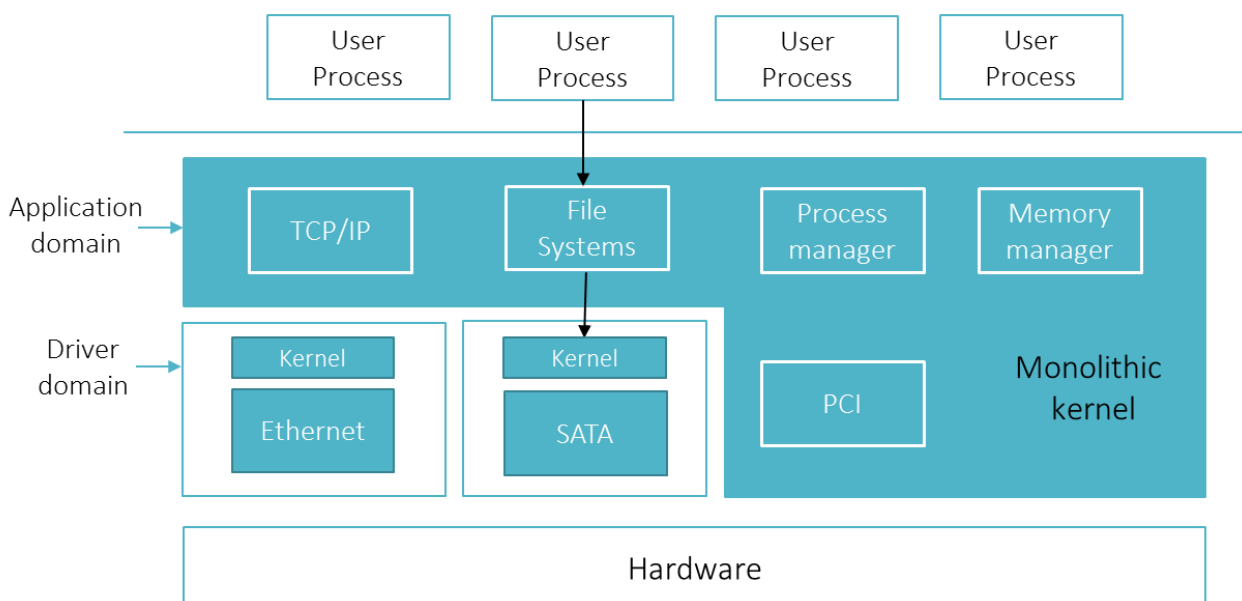 User
Process
User
Process
User
Process
User
Process
Application
domain
TCP/IP
File
Systems
Process
manager
Memory
manager
Driver
domain
Kernel
Ethernet
Kernel
SATA
PCI
Monolithic
kernel
Hardware